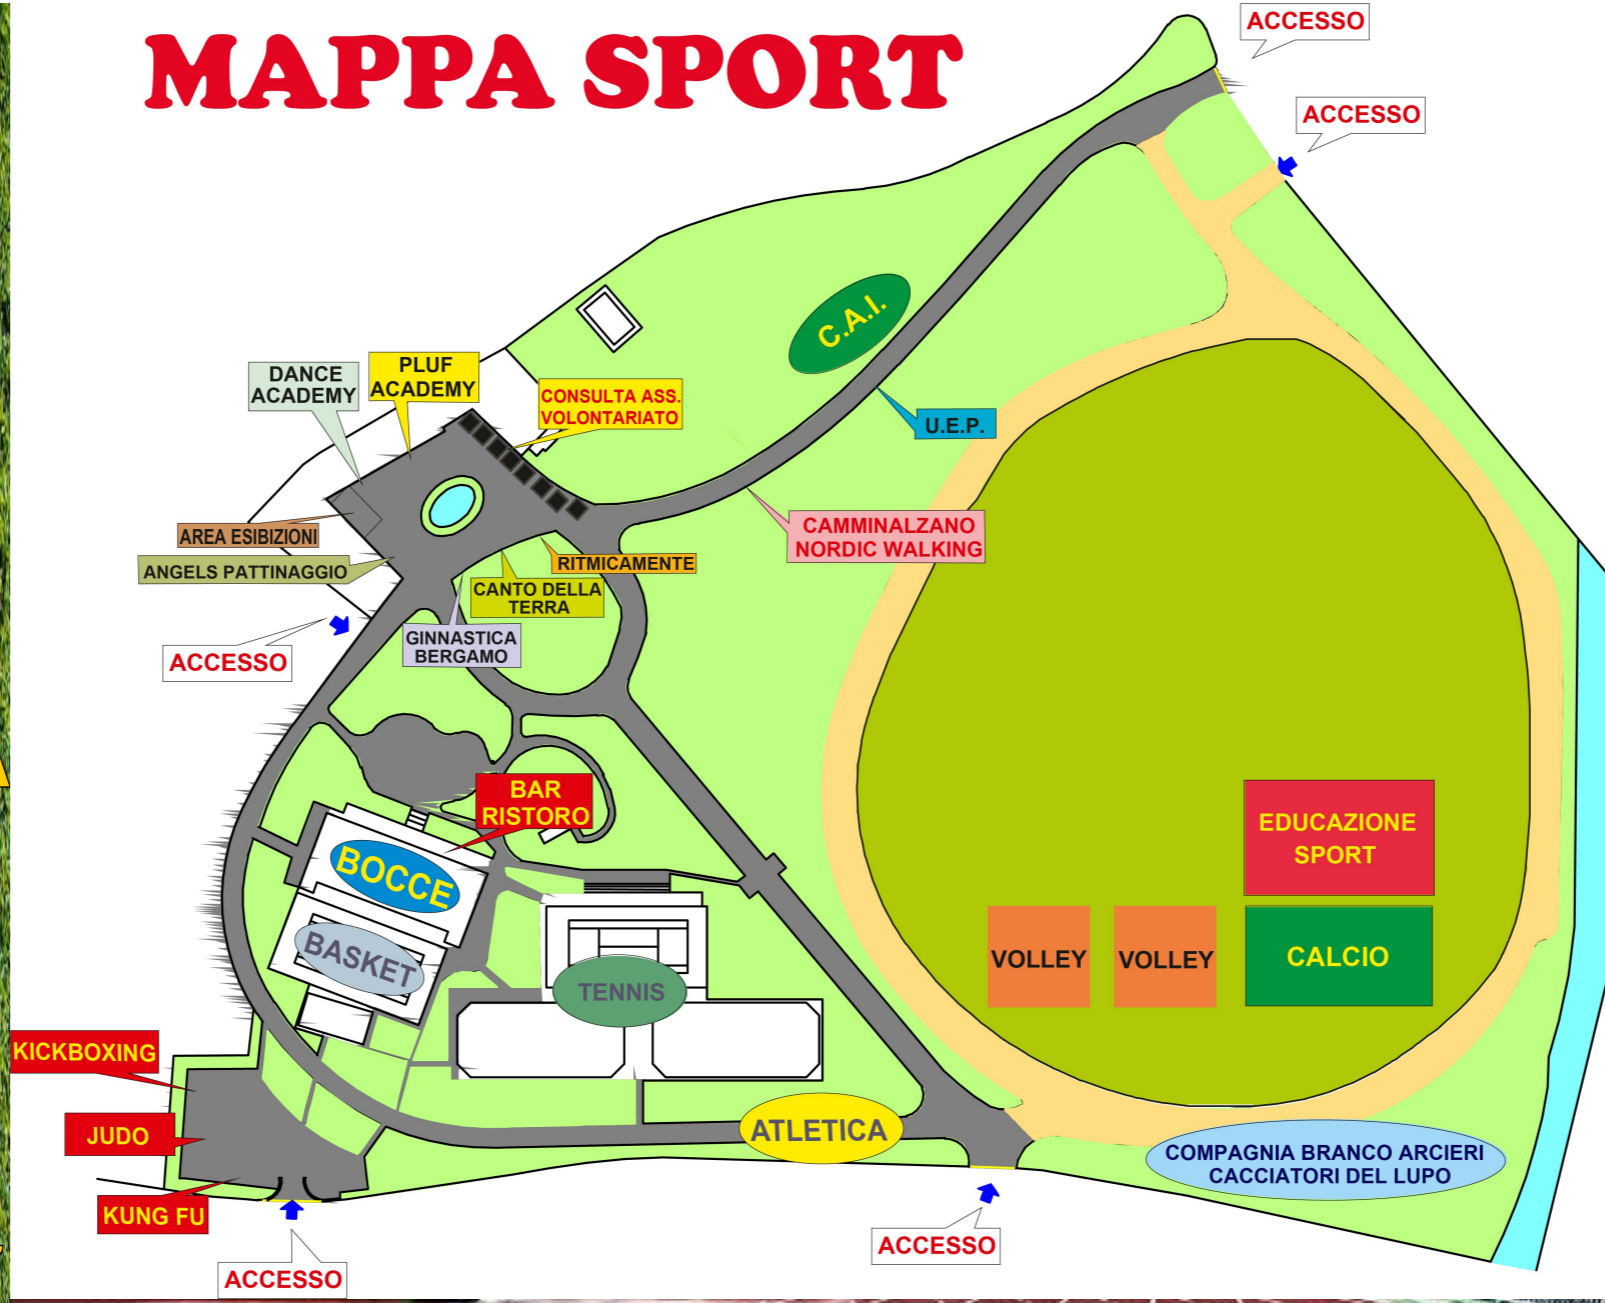 MAPPA SPORT
ACCESSO
ACCESSO
C.A.I.
DANCE
ACADEMY
PLUF
ACADEMY
CONSULTA ASS.
VOLONTARIATO
U.E.P.
AREA ESIBIZIONI
ANGELS PATTINAGGIO
CAMMINALZANO
NORDIC WALKING
RITMICAMENTE
CANTO DELLA
TERRA
GINNASTICA
BERGAMO
ACCESSO
BAR
RISTORO
BOCCE
BASKET
TENNIS
EDUCAZIONE
SPORT
VOLLEY
VOLLEY
CALCIO
KICKBOXING
JUDO
KUNG FU
ATLETICA
COMPAGNIA BRANCO ARCIERI
CACCIATORI DEL LUPO
ACCESSO
ACCESSO